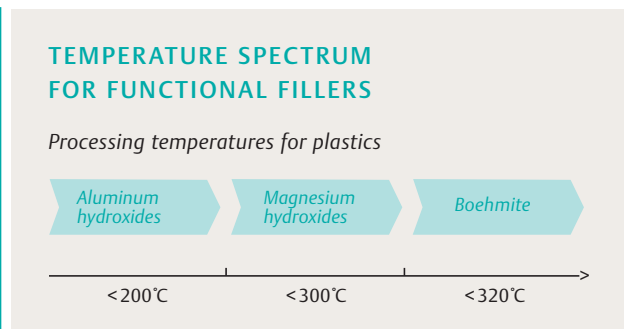 TEMPERATURE SPECTRUM
FOR FUNCTIONAL FILLERS
Processing temperatures for plastics
Aluminum
hydroxides
Magnesium
hydroxides
Boehmite
<200℃
<300℃
<320℃